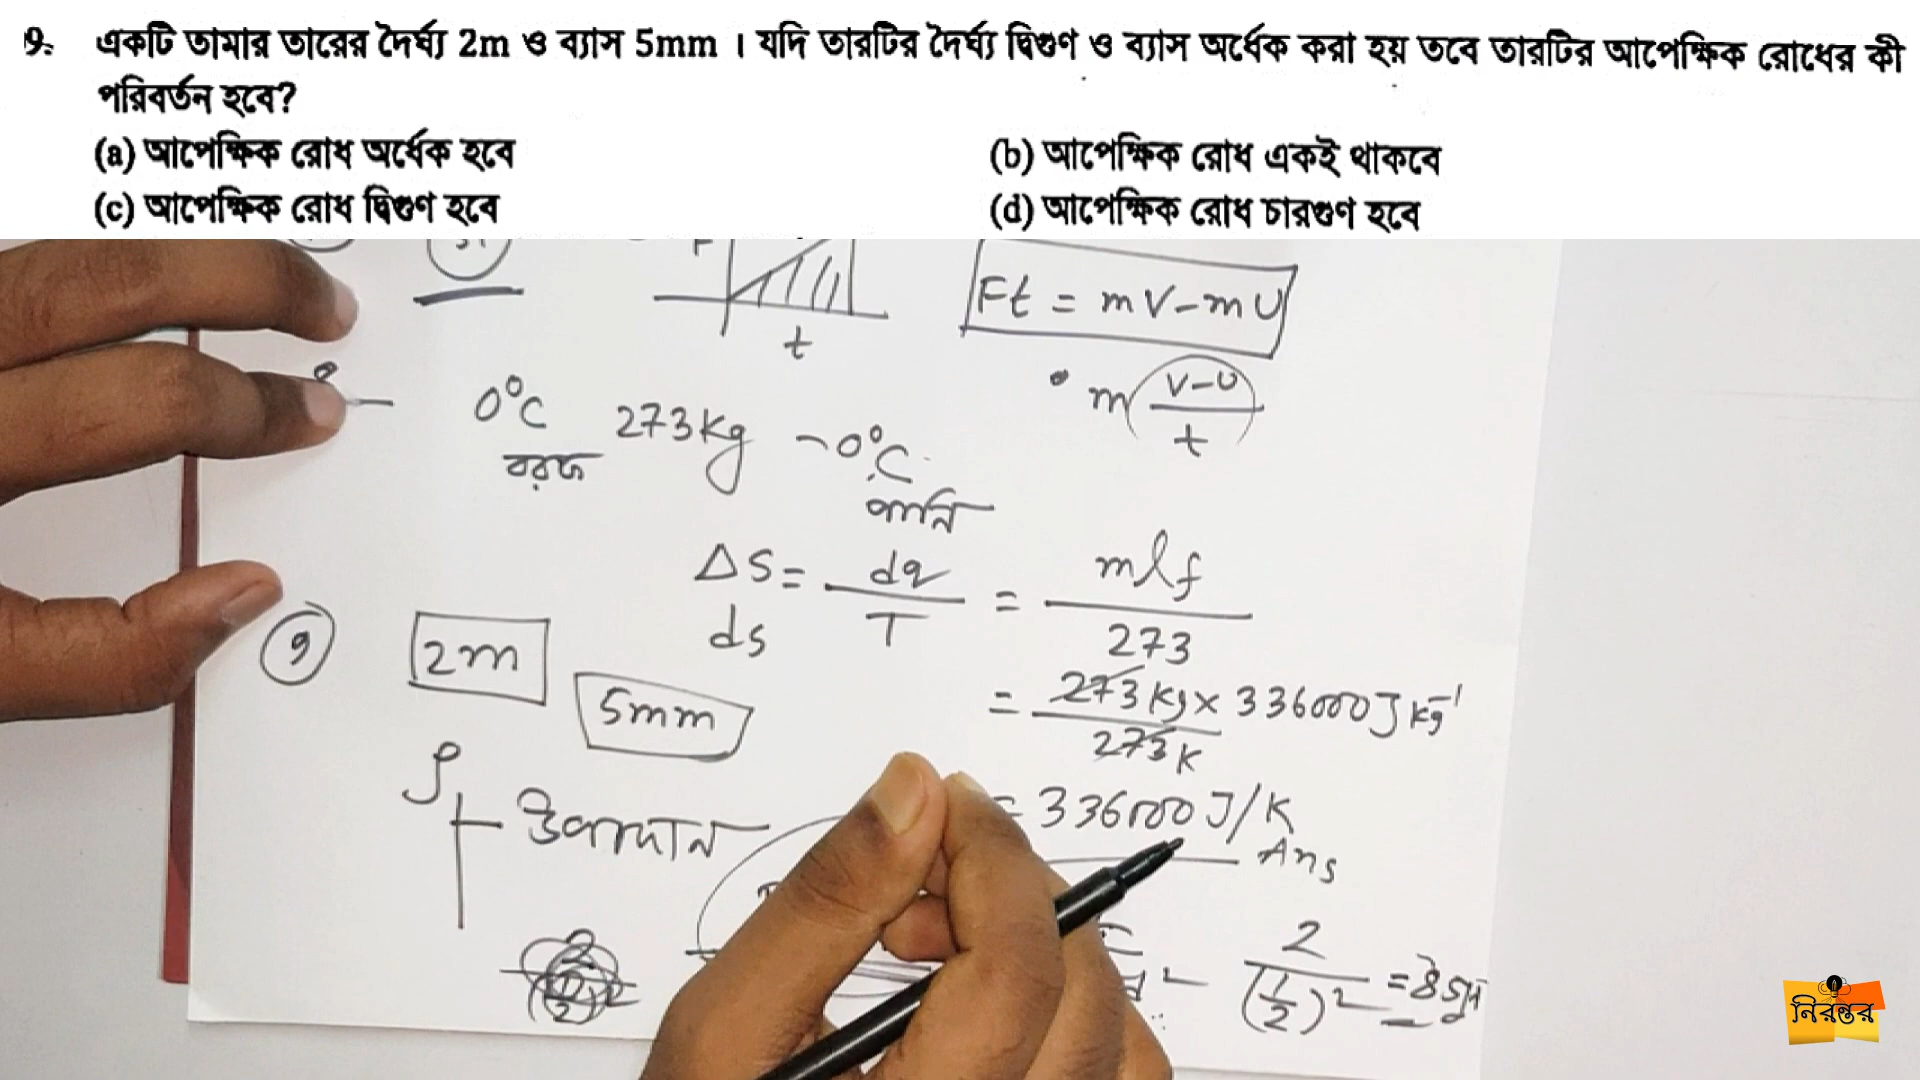 9. একটি তামার তারের দৈর্ঘ্য 2m ও ব্যাস 5mm । যদি তারটির দৈর্ঘ্য দ্বিগুণ ও ব্যাস অর্ধেক করা হয় তবে তারটির আপেক্ষিক রোধের কী
পরিবর্তন হবে?
(a) আপেক্ষিক রোধ অর্ধেক হবে
(b) আপেক্ষিক রোধ একই থাকবে
(c) আপেক্ষিক রোধ দ্বিগুণ হবে
(d) আপেক্ষিক রোধ চারগুণ হবে
t
Ft = mV-mU
m(V-U/t)
0°C 273Kg -0°C
বরফ
পানি
ΔS = dq/T = mlf/273
ds
9 2m
5mm
= 273Kg × 336000 J Kg⁻¹ / 273K
ρ উপাদান
= 336000 J/K
Ans
2/(1/2)² = 8 গুণ
নিরন্তর